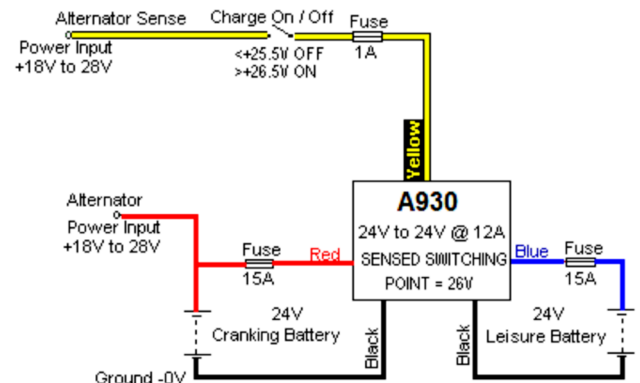 Alternator Sense
Charge On / Off
Fuse
Power Input
+18V to 28V
<+25.5V OFF
>+26.5V ON
1A
Yellow
Alternator
Power Input
+18V to 28V
Fuse
15A
Red
A930
24V to 24V @ 12A
SENSED SWITCHING
POINT = 26V
Blue
Fuse
15A
24V
Cranking Battery
Black
Black
24V
Leisure Battery
Ground -0V